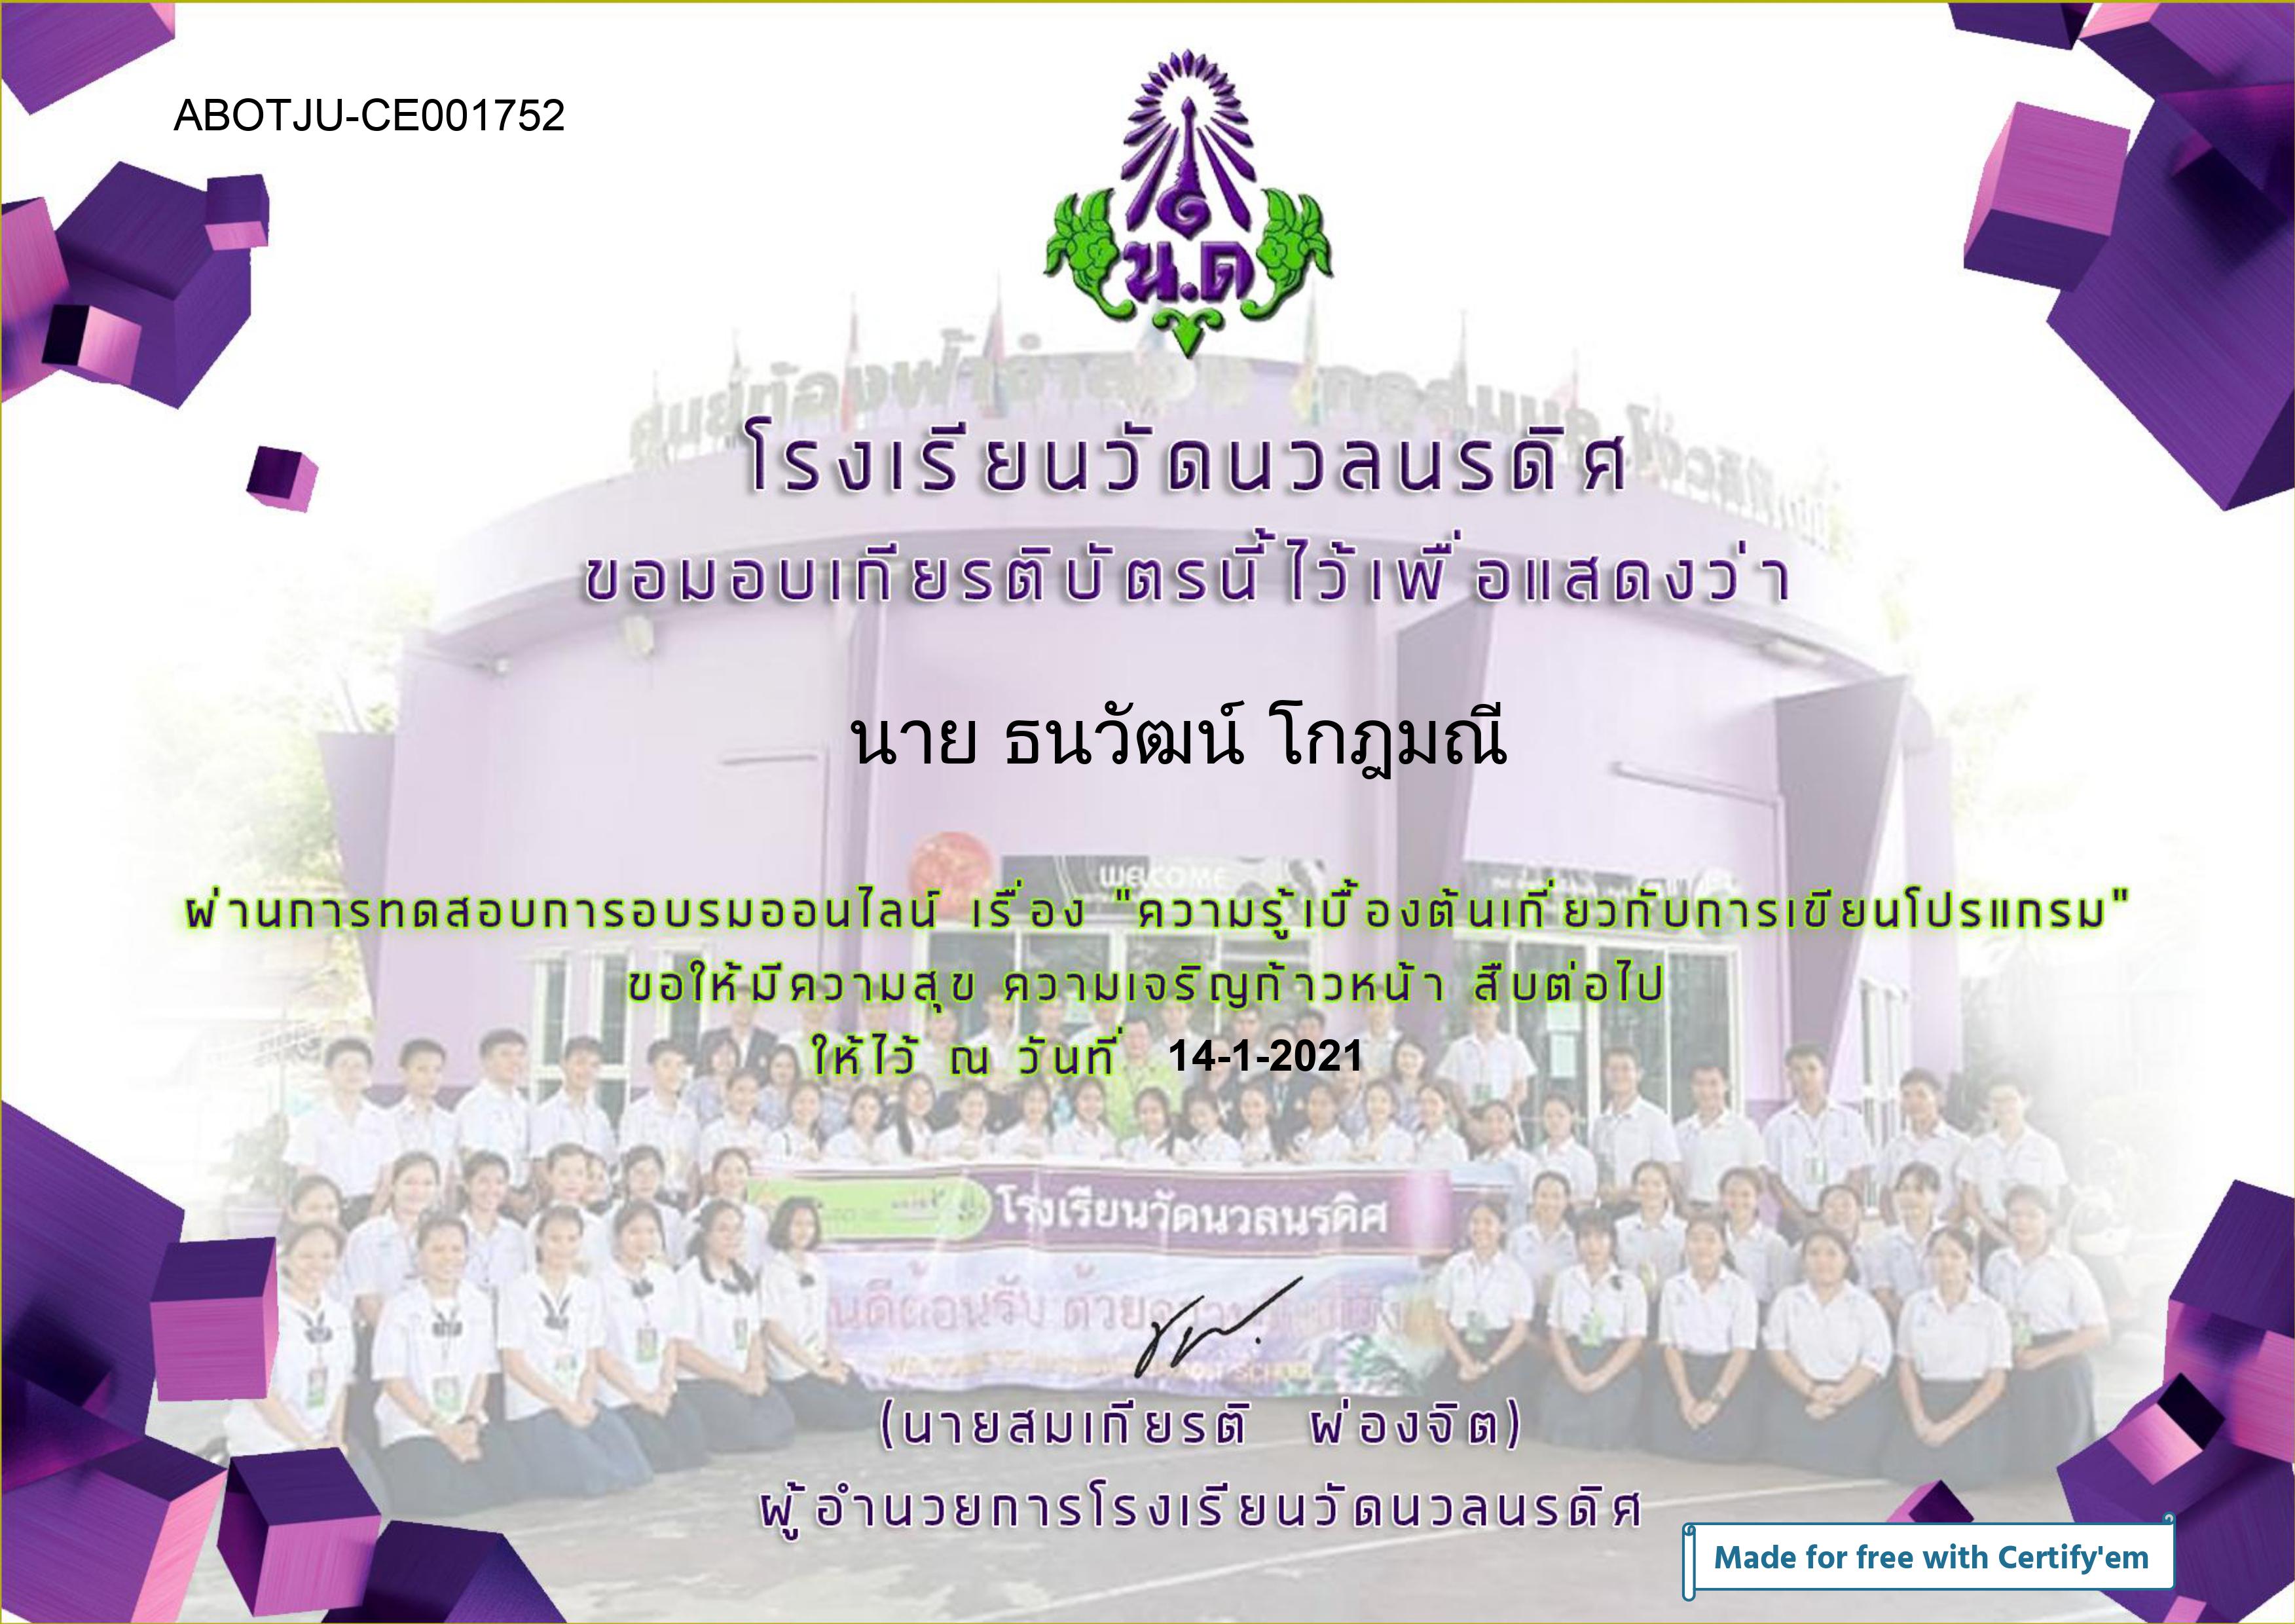 ABOTJU-CE001752
น.ด
โรงเรียนวัดนวลนรดิศ
ขอมอบเกียรติบัตรนี้ไว้เพื่อแสดงว่า
นาย ธนวัฒน์ โกฎมณี
WELCOME
ผ่านการทดสอบการอบรมออนไลน์ เรื่อง "ความรู้เบื้องต้นเกี่ยวกับการเขียนโปรแกรม"
ขอให้มีความสุข ความเจริญก้าวหน้า สืบต่อไป
ให้ไว้ ณ วันที่ 14-1-2021
โรงเรียนวัดนวลนรดิศ
(นายสมเกียรติ ผ่องจิต)
ผู้อำนวยการโรงเรียนวัดนวลนรดิศ
Made for free with Certify'em